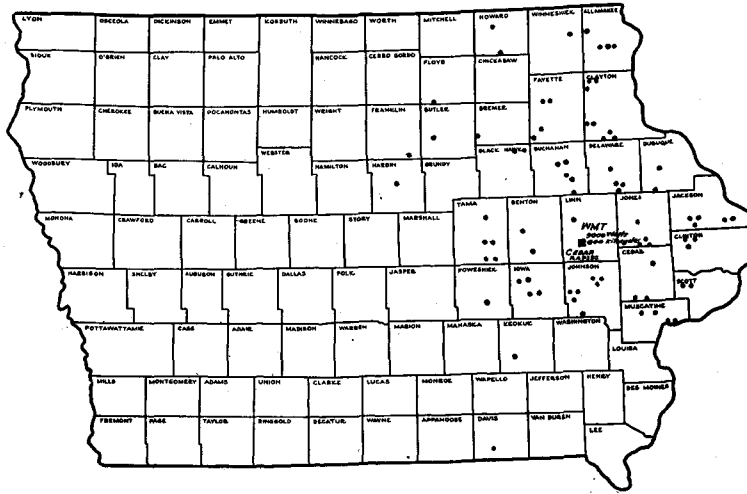 LYON OSCEOLA DICKINSON EMMET KOSSUTH WINNEBAGO WORTH MITCHELL HOWARD WINNESHIEK ALLAMAKEE
SIOUX O'BRIEN CLAY PALO ALTO HANCOCK CERRO GORDO FLOYD CHICKASAW
FAYETTE CLAYTON
PLYMOUTH CHEROKEE BUENA VISTA POCAHONTAS HUMBOLDT WRIGHT FRANKLIN BUTLER BREMER
WEBSTER BLACK HAWK BUCHANAN DELAWARE DUBUQUE
WOODBURY IDA SAC CALHOUN HAMILTON HARDIN GRUNDY
TAMA BENTON LINN JONES JACKSON
MONONA CRAWFORD CARROLL GREENE BOONE STORY MARSHALL
WMT
5000 Watts
600 Kilocycles
CLINTON
CEDAR
RAPIDS
CEDAR
HARRISON SHELBY AUDUBON GUTHRIE DALLAS POLK JASPER POWESHIEK IOWA JOHNSON
SCOTT
MUSCATINE
POTTAWATTAMIE CASS ADAIR MADISON WARREN MARION MAHASKA KEOKUK WASHINGTON
LOUISA
MILLS MONTGOMERY ADAMS UNION CLARKE LUCAS MONROE WAPELLO JEFFERSON HENRY
DES MOINES
FREMONT PAGE TAYLOR RINGGOLD DECATUR WAYNE APPANOOSE DAVIS VAN BUREN
LEE